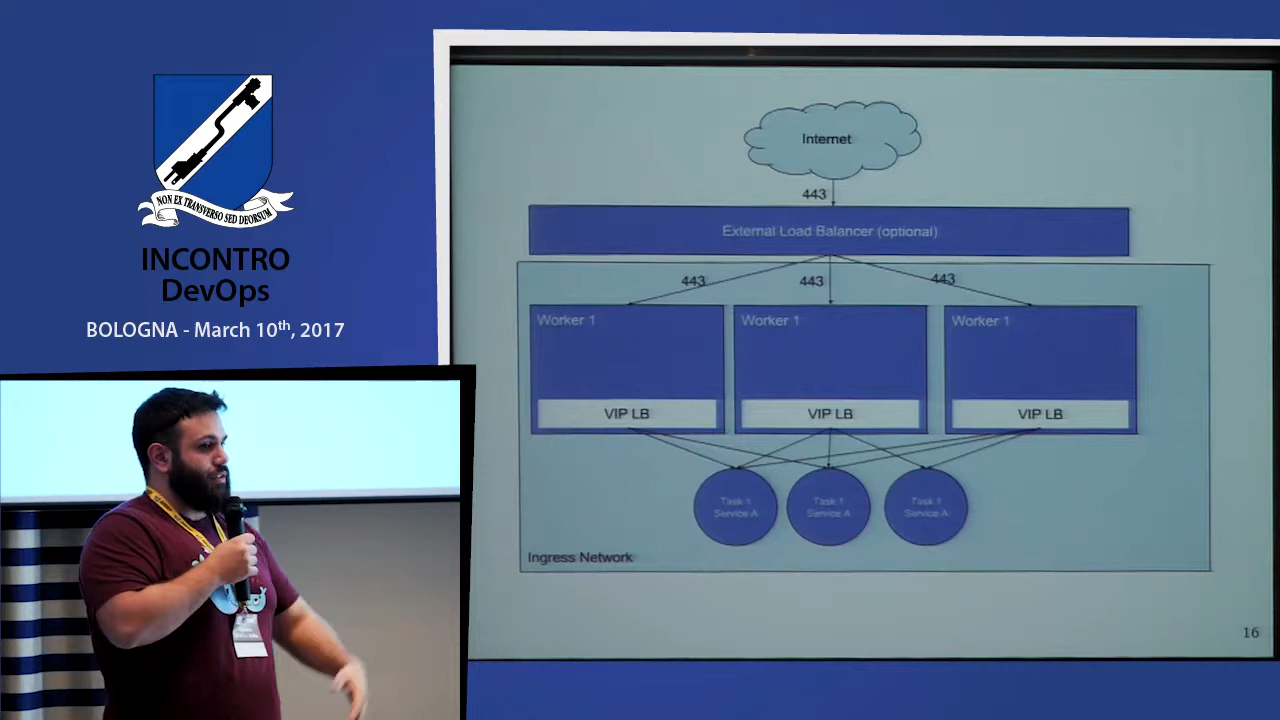 NON EX TRANSVERSO SED DEORSUM
INCONTRO
DevOps
BOLOGNA - March 10th, 2017
Internet
443
External Load Balancer (optional)
443
443
443
Worker 1
Worker 1
Worker 1
VIP LB
VIP LB
VIP LB
Task 1
Service A
Task 1
Service A
Task 1
Service A
Ingress Network
16